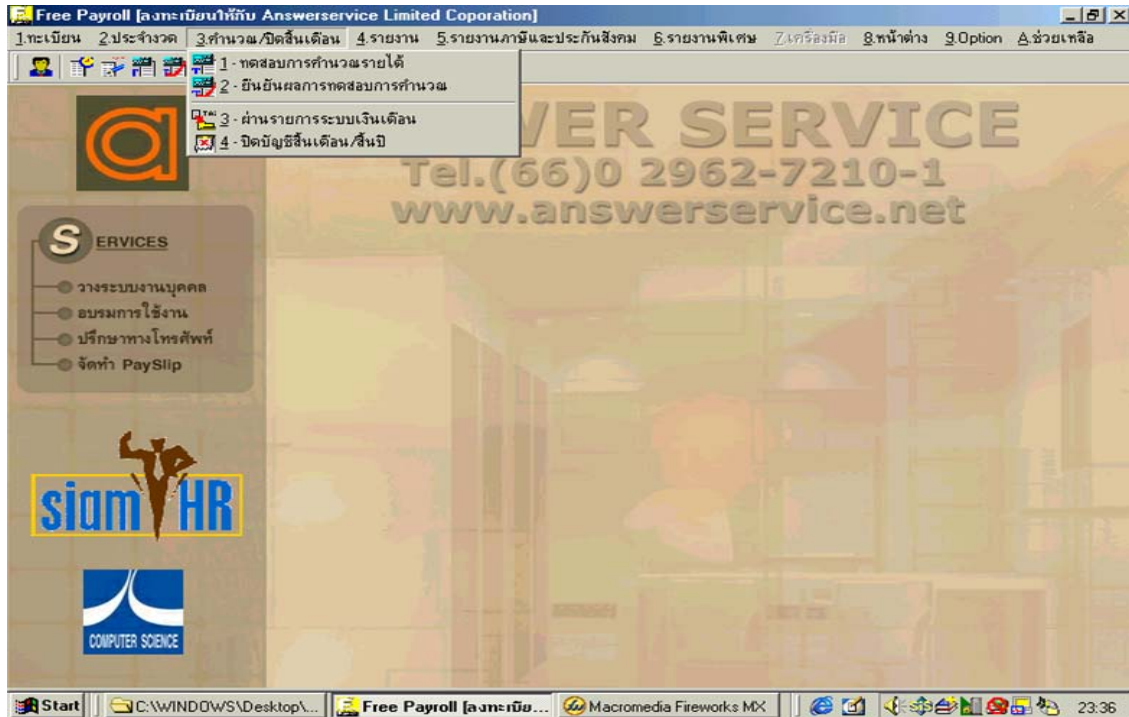 Free Payroll [ลงทะเบียนให้กับ Answerservice Limited Coporation]
1.ทะเบียน 2.ประจำงวด 3.คำนวณ/ปิดสิ้นเดือน 4.รายงาน 5.รายงานภาษีและประกันสังคม 6.รายงานพิเศษ 7.เครื่องมือ 8.หน้าต่าง 9.Option A.ช่วยเหลือ
1 - ทดสอบการคำนวณรายได้
2 - ยืนยันผลการทดสอบการคำนวณ
3 - ผ่านรายการระบบเงินเดือน
4 - ปิดบัญชีสิ้นเดือน/สิ้นปี
VER SERVICE
Tel.(66)0 2962-7210-1
www.answerservice.net
SERVICES
วางระบบงานบุคคล
อบรมการใช้งาน
ปรึกษาทางโทรศัพท์
จัดทำ PaySlip
siam HR
COMPUTER SCIENCE
Start C:\WINDOWS\Desktop\... Free Payroll [ลงทะเบีย... Macromedia Fireworks MX 23:36